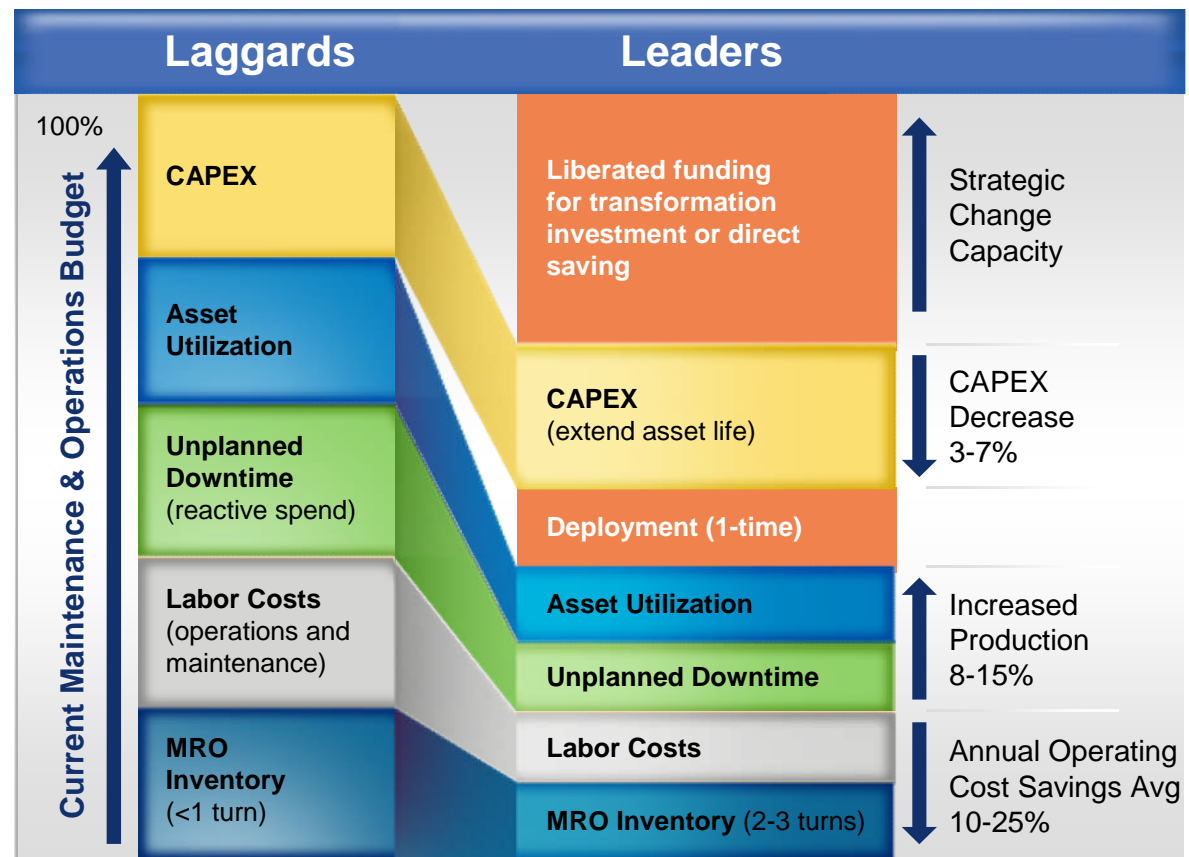 Laggards
Leaders
100%
Current Maintenance & Operations Budget
CAPEX
Asset
Utilization
Unplanned
Downtime
(reactive spend)
Labor Costs
(operations and
maintenance)
MRO
Inventory
(<1 turn)
Liberated funding
for transformation
investment or direct
saving
CAPEX
(extend asset life)
Deployment (1-time)
Asset Utilization
Unplanned Downtime
Labor Costs
MRO Inventory (2-3 turns)
Strategic
Change
Capacity
CAPEX
Decrease
3-7%
Increased
Production
8-15%
Annual Operating
Cost Savings Avg
10-25%